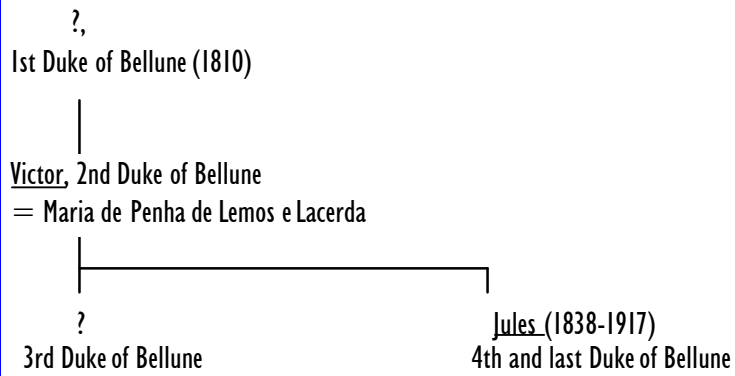 ?,
1st Duke of Bellune (1810)
Victor, 2nd Duke of Bellune
= Maria de Penha de Lemos e Lacerda
? Jules (1838-1917)
3rd Duke of Bellune 4th and last Duke of Bellune